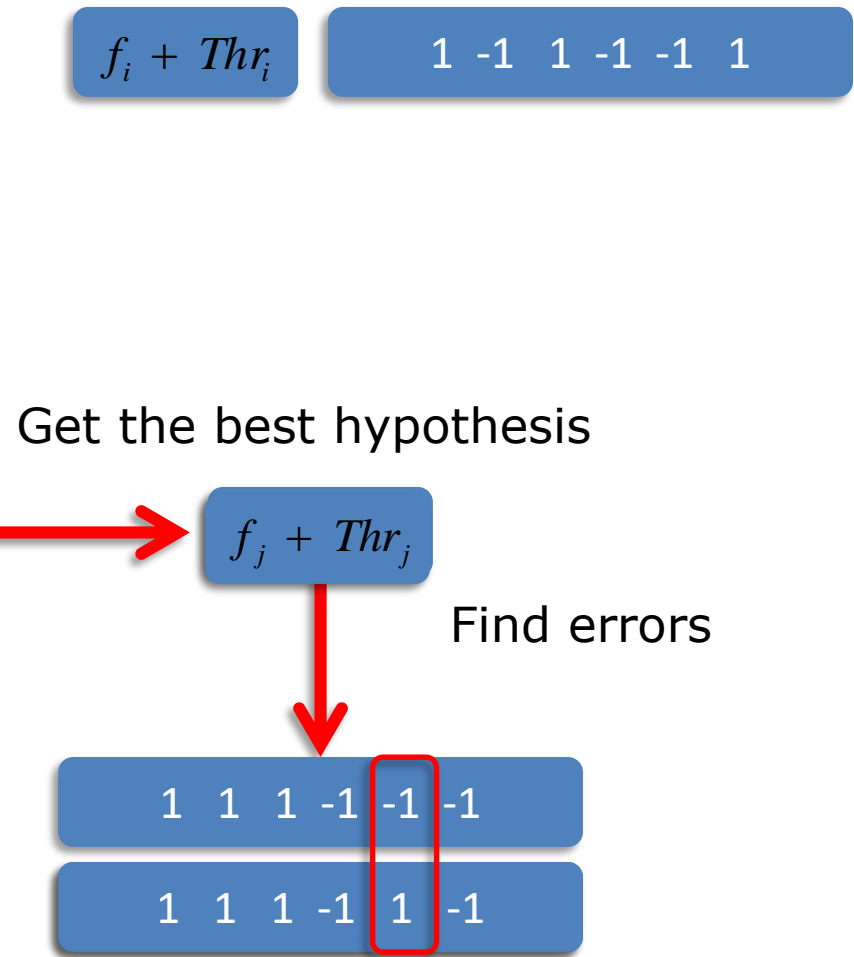 f_i + Thr_i
1 -1 1 -1 -1 1
Get the best hypothesis
f_j + Thr_j
Find errors
1 1 1 -1 -1 -1
1 1 1 -1 1 -1